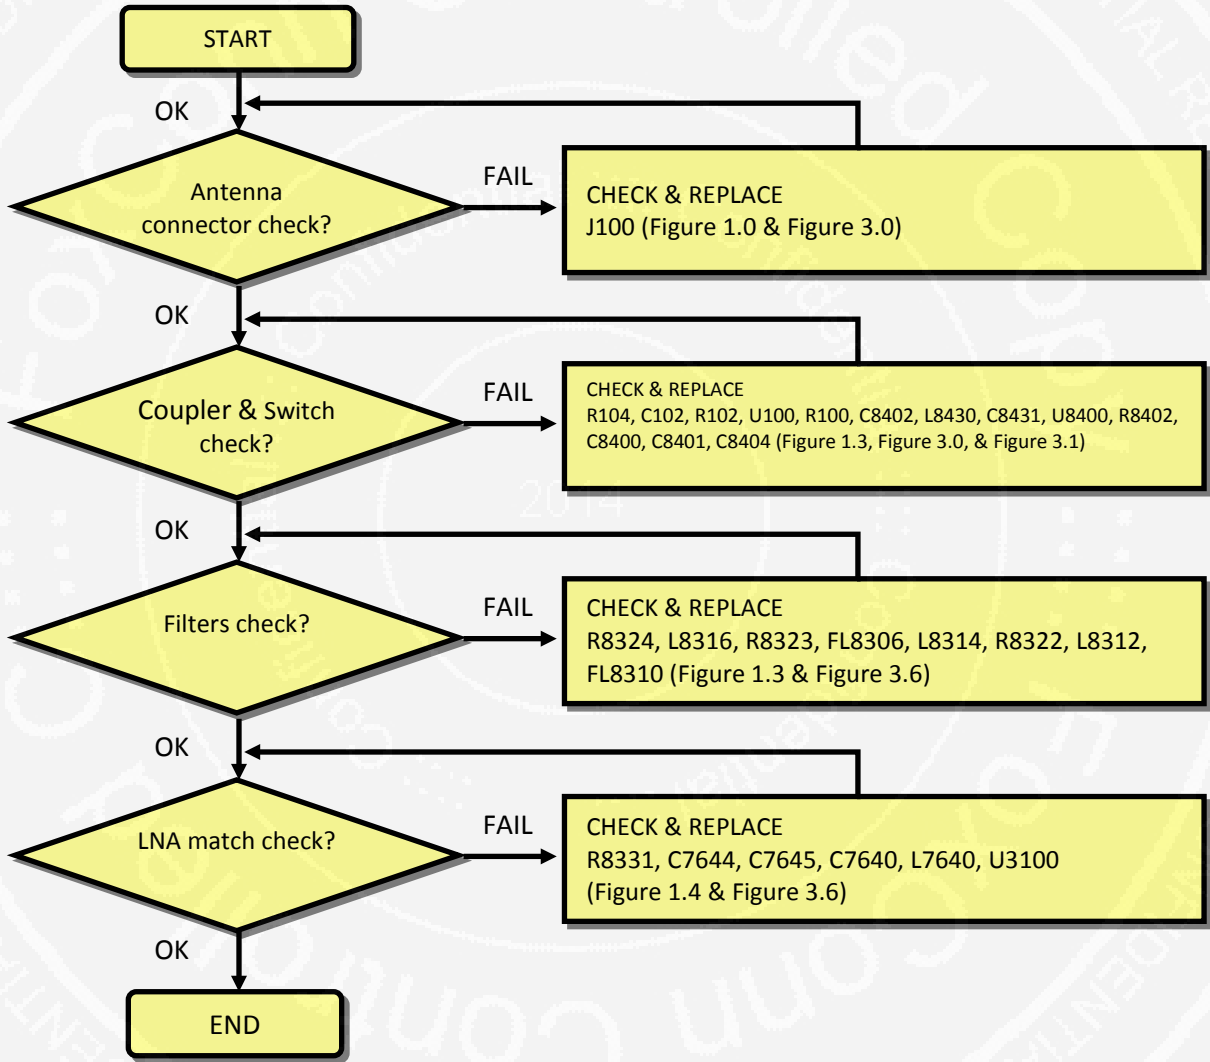 START
OK
Antenna
connector check?
FAIL
CHECK & REPLACE
J100 (Figure 1.0 & Figure 3.0)
OK
Coupler & Switch
check?
FAIL
CHECK & REPLACE
R104, C102, R102, U100, R100, C8402, L8430, C8431, U8400, R8402,
C8400, C8401, C8404 (Figure 1.3, Figure 3.0, & Figure 3.1)
2014
OK
Filters check?
FAIL
CHECK & REPLACE
R8324, L8316, R8323, FL8306, L8314, R8322, L8312,
FL8310 (Figure 1.3 & Figure 3.6)
OK
LNA match check?
FAIL
CHECK & REPLACE
R8331, C7644, C7645, C7640, L7640, U3100
(Figure 1.4 & Figure 3.6)
OK
END